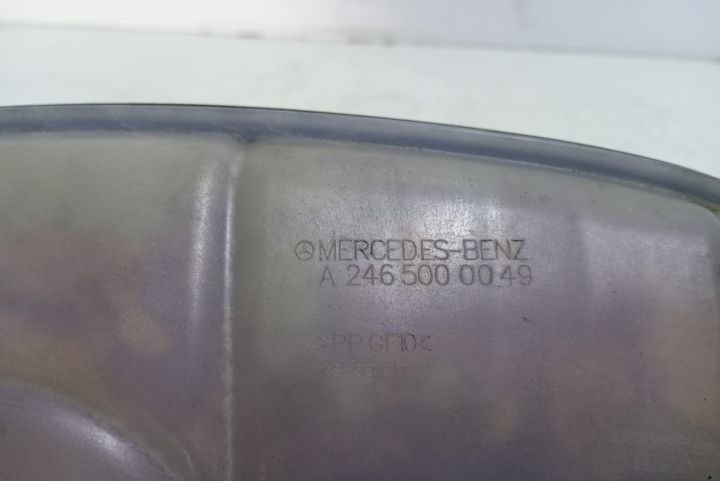 MERCEDES-BENZ
A 246 500 00 49
>PP GF10<